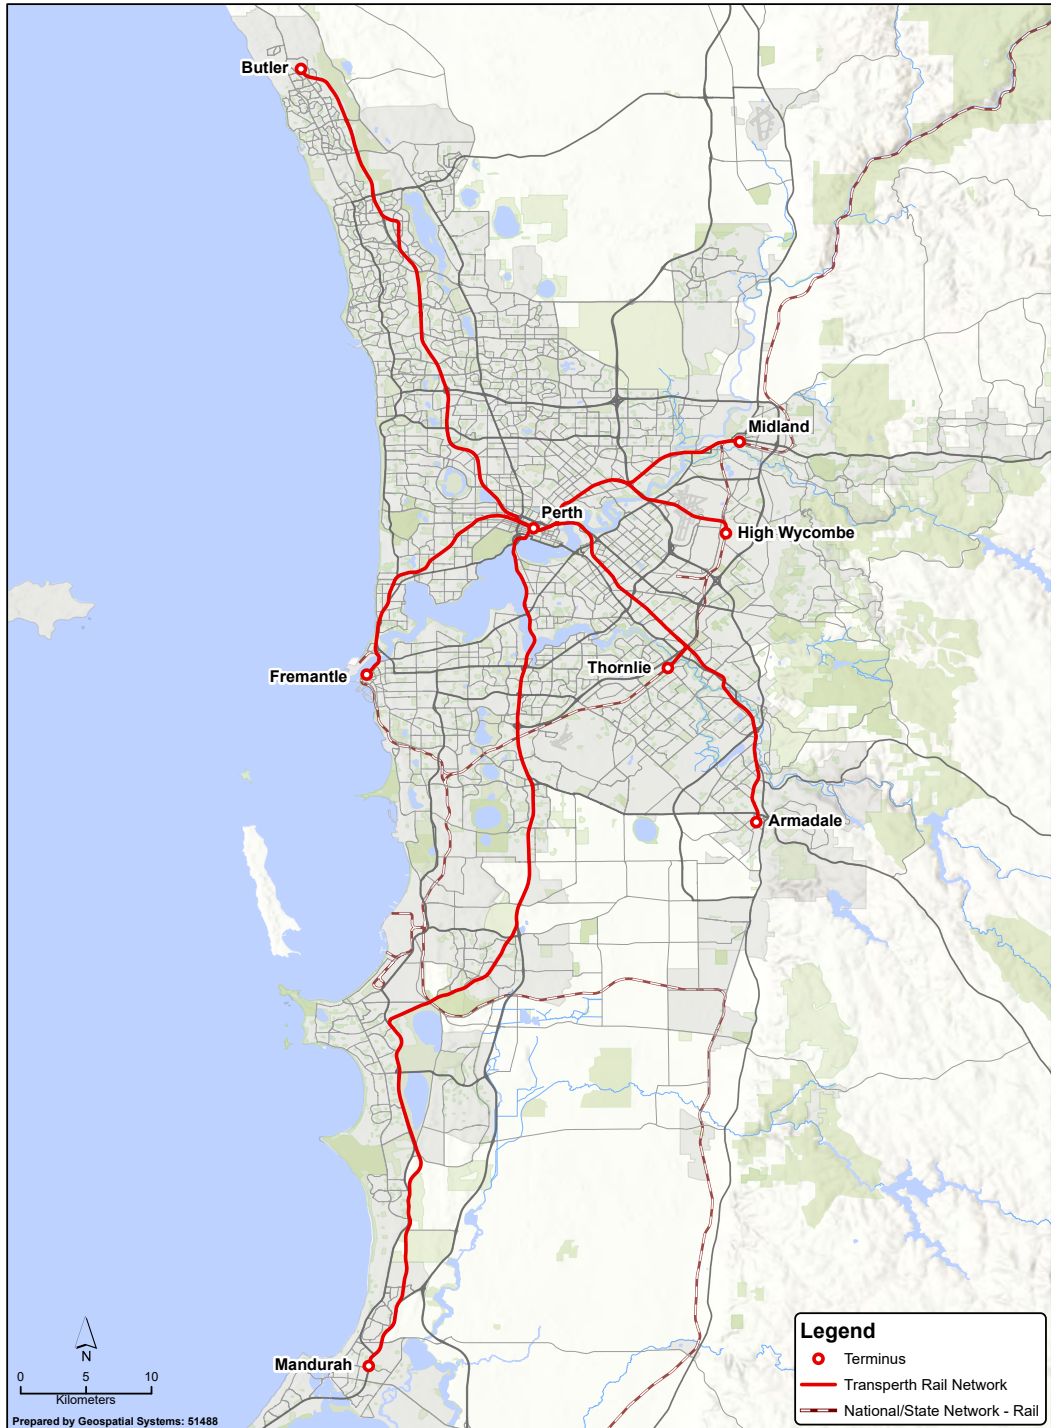 Butler
Midland
Perth
High Wycombe
Thornlie
Fremantle
Armadale
Mandurah
N
0 5 10
Kilometers
Prepared by Geospatial Systems: 51488
Legend
Terminus
Transperth Rail Network
National/State Network - Rail